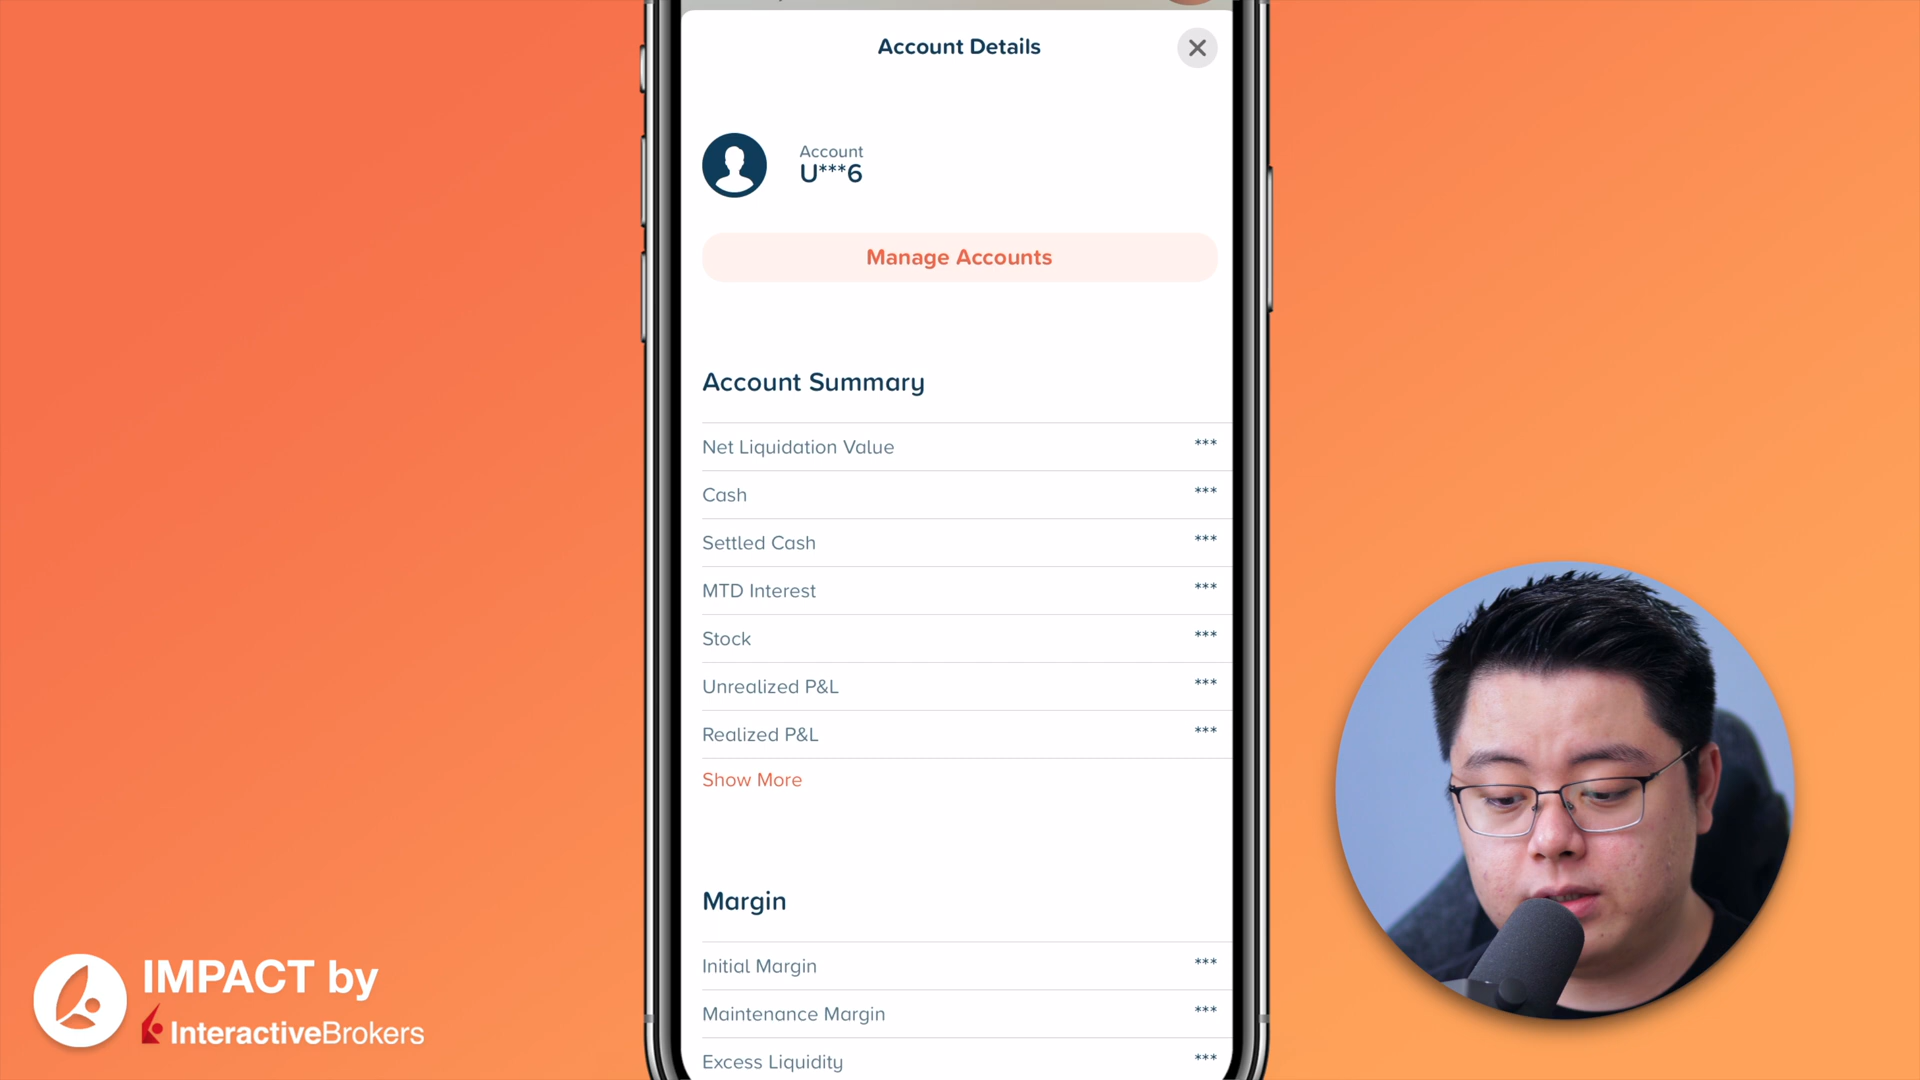 Account Details
Account
U***6
Manage Accounts
Account Summary
Net Liquidation Value ***
Cash ***
Settled Cash ***
MTD Interest ***
Stock ***
Unrealized P&L ***
Realized P&L ***
Show More
Margin
Initial Margin ***
Maintenance Margin ***
Excess Liquidity ***
IMPACT by
InteractiveBrokers